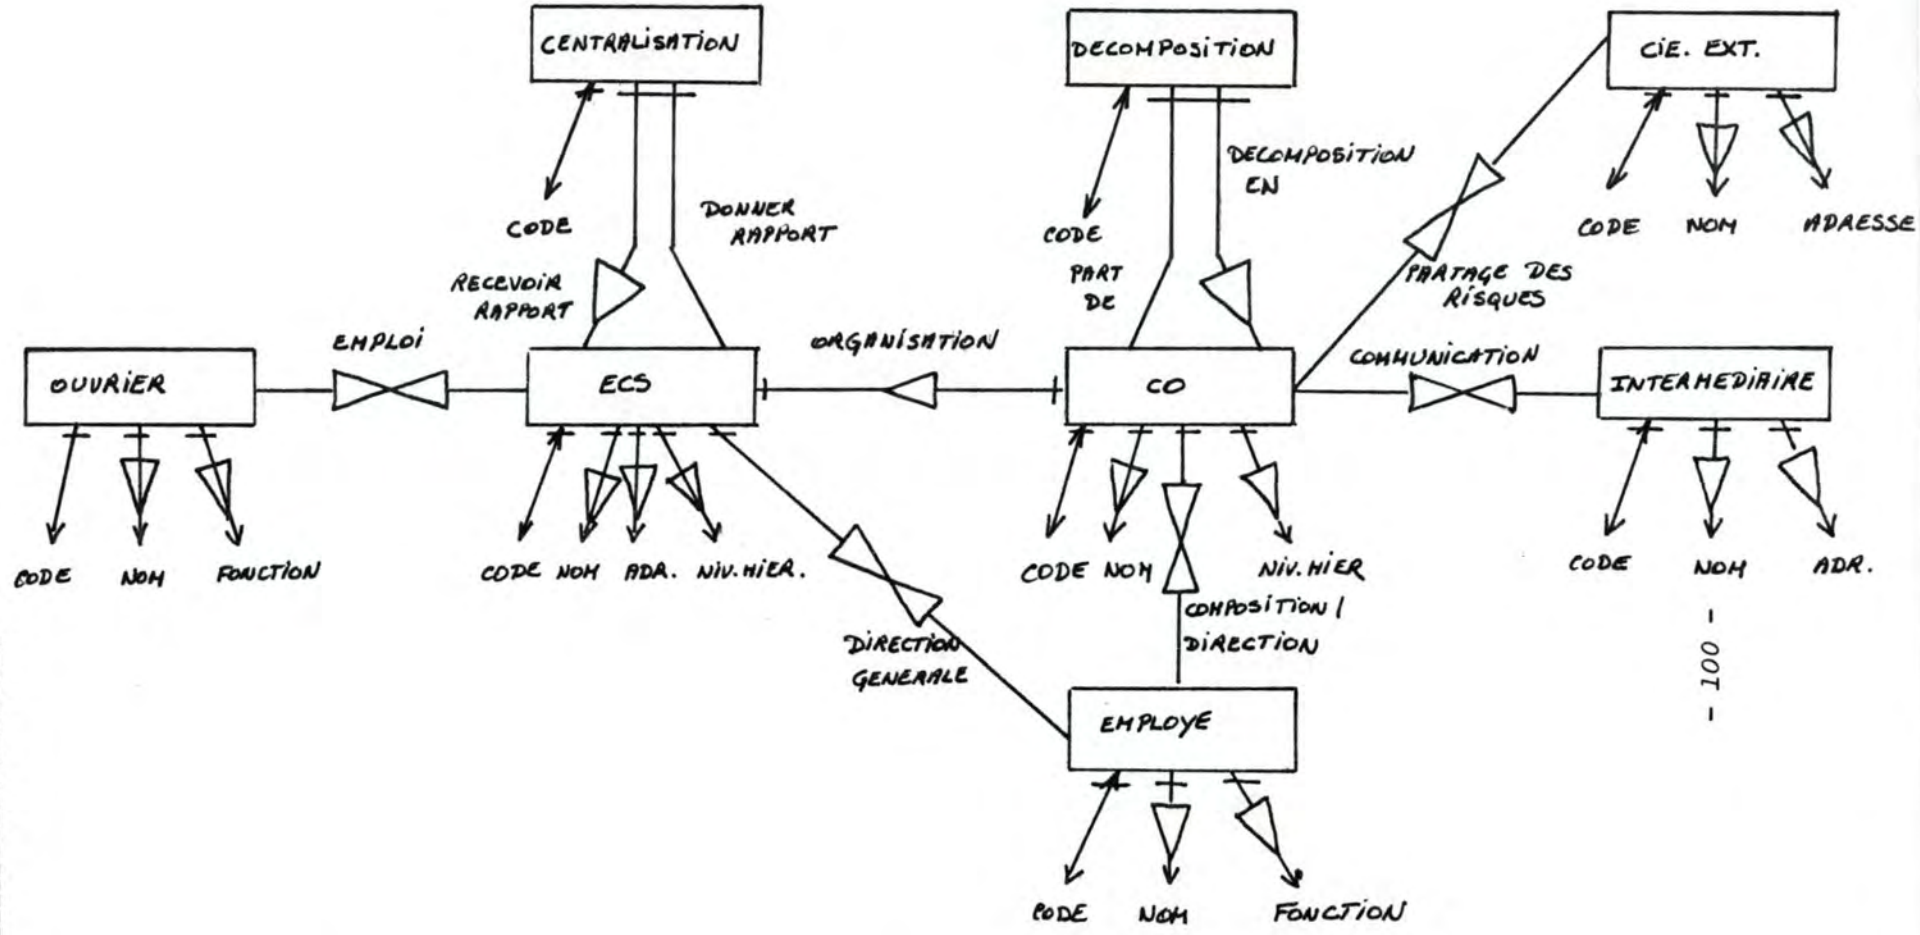 CENTRALISATION
DECOMPOSITION
CIE. EXT.
CODE
DONNER
RAPPORT
RECEVOIR
RAPPORT
CODE
DECOMPOSITION
EN
PART
DE
CODE
NOM
ADRESSE
PARTAGE DES
RISQUES
EMPLOI
ORGANISATION
COMMUNICATION
OUVRIER
ECS
CO
INTERMEDIAIRE
CODE
NOM
FONCTION
CODE
NOM
ADR.
NIV.HIER.
CODE
NOM
NIV.HIER
CODE
NOM
ADR.
COMPOSITION /
DIRECTION
DIRECTION
GENERALE
EMPLOYE
CODE
NOM
FONCTION
- 100 -